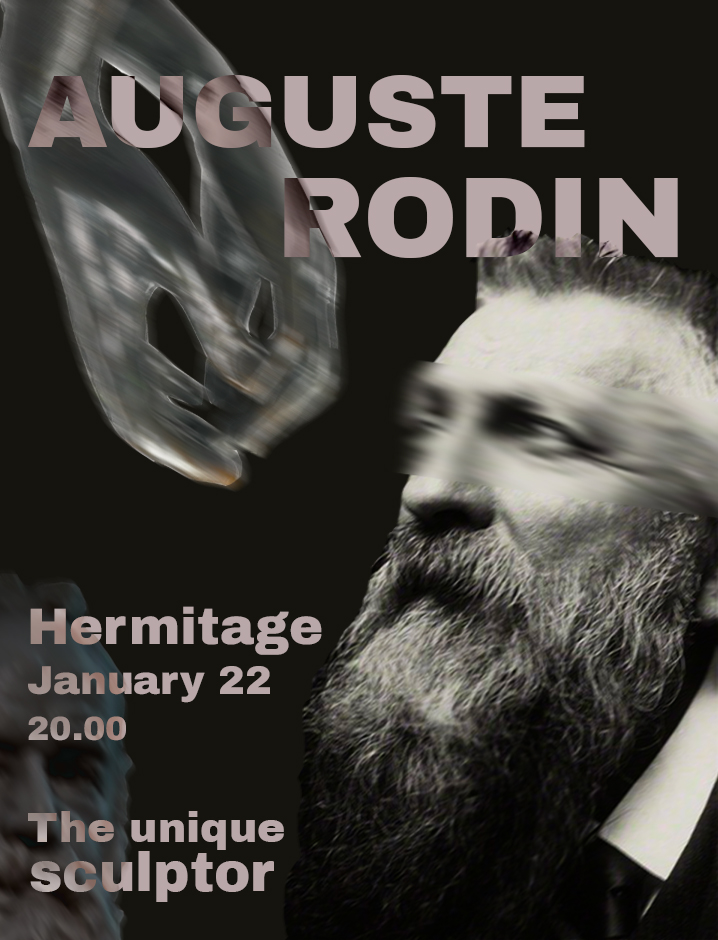 AUGUSTE
RODIN
Hermitage
January 22
20.00
The unique
sculptor